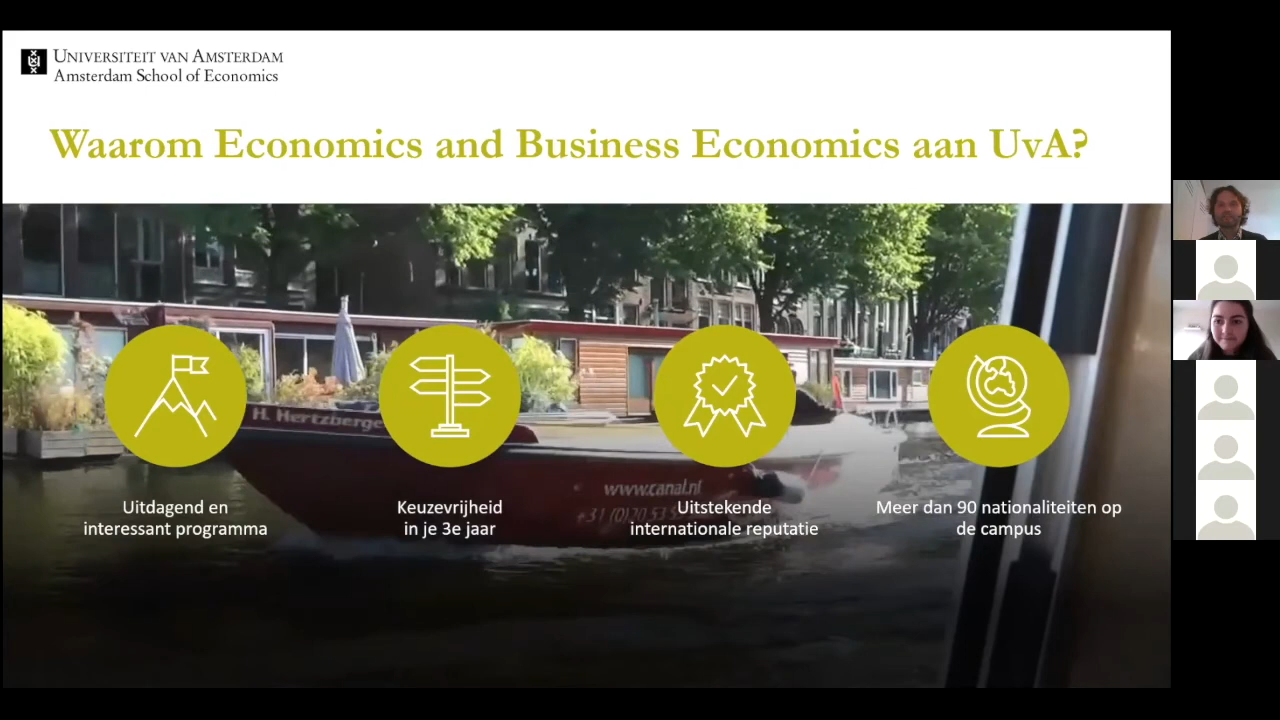 UNIVERSITEIT VAN AMSTERDAM
Amsterdam School of Economics
Waarom Economics and Business Economics aan UvA?
H. Hertzberge
www.canal.nl
Uitdagend en
interessant programma
Keuzevrijheid
in je 3e jaar
Uitstekende
internationale reputatie
Meer dan 90 nationaliteiten op
de campus